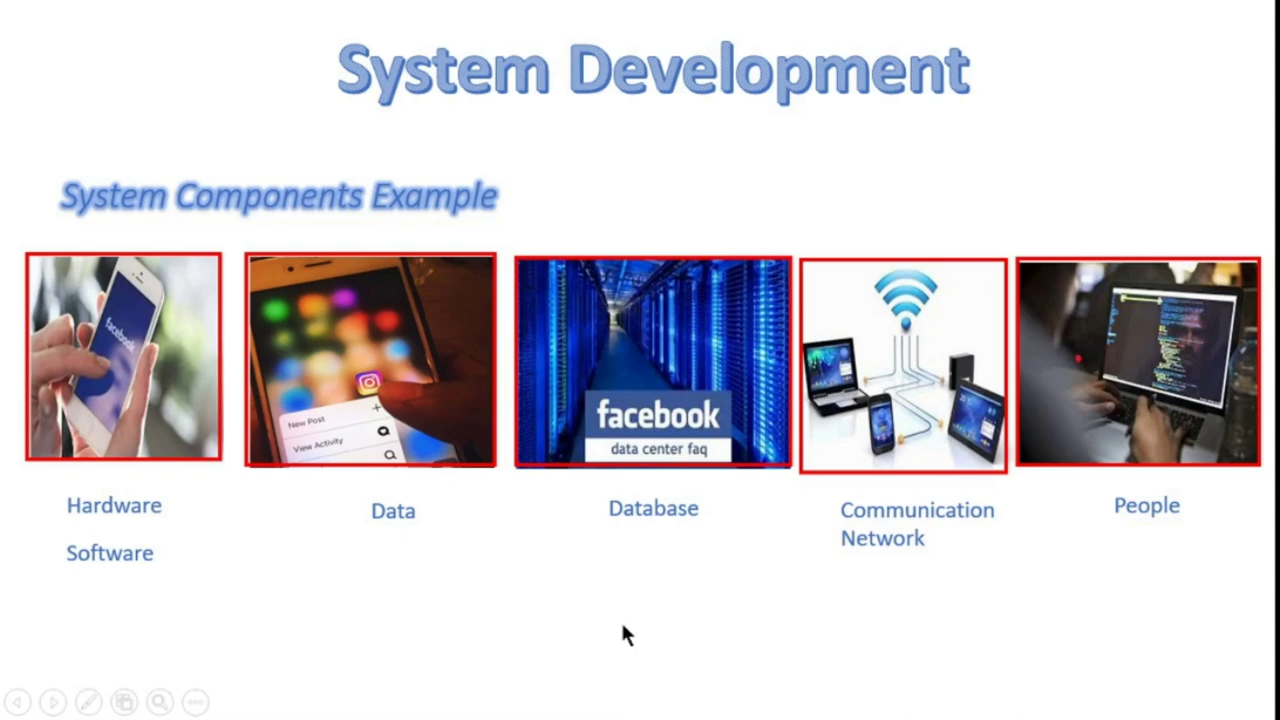 System Development
System Components Example
facebook
New Post
View Activity
facebook
data center faq
Hardware
Software
Data
Database
Communication
Network
People